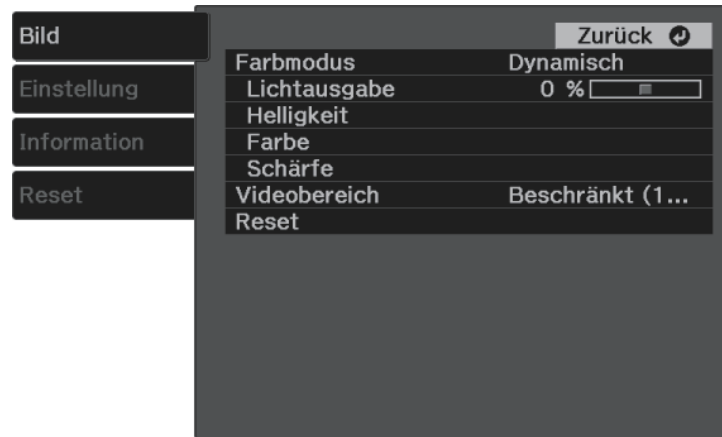 Bild
Einstellung
Information
Reset
Zurück
Farbmodus Dynamisch
Lichtausgabe 0 %
Helligkeit
Farbe
Schärfe
Videobereich Beschränkt (1...
Reset